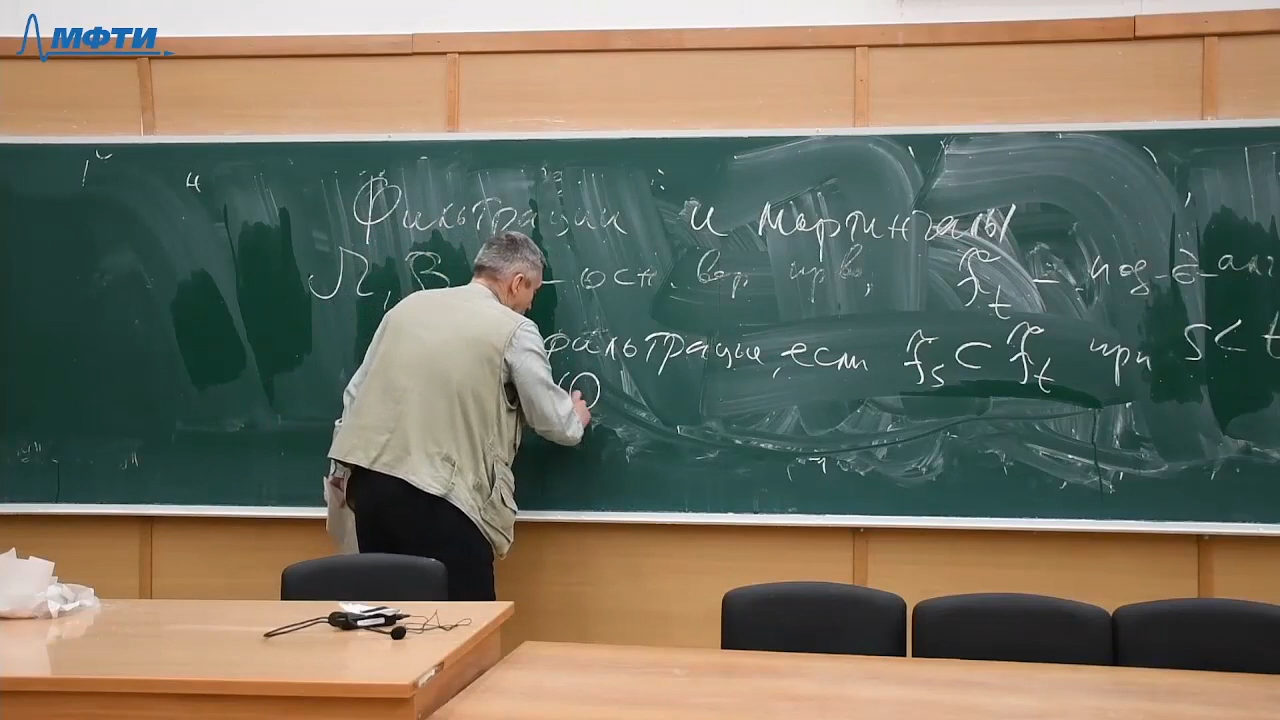 МФТИ
Фильтрации и мартингалы
Ω, B – осн. вер. пр-во, ℱt – под-σ-алг
фильтрация, если ℱs ⊂ ℱt при s < t